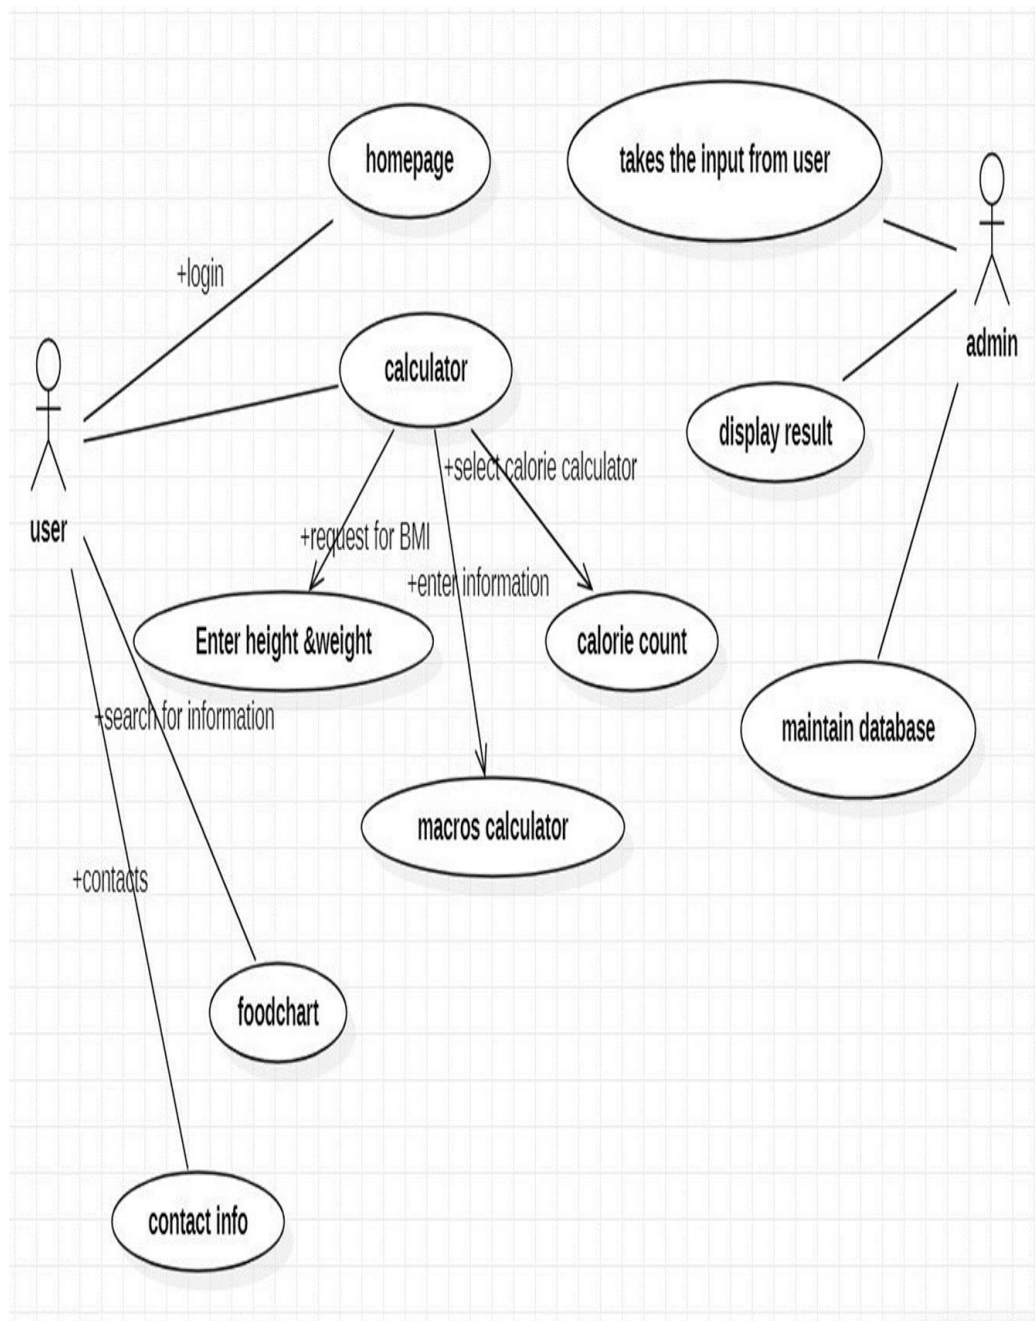 homepage
takes the input from user
+login
admin
calculator
display result
+select calorie calculator
user
+request for BMI
+enter information
Enter height &weight
calorie count
+search for information
maintain database
macros calculator
+contacts
foodchart
contact info